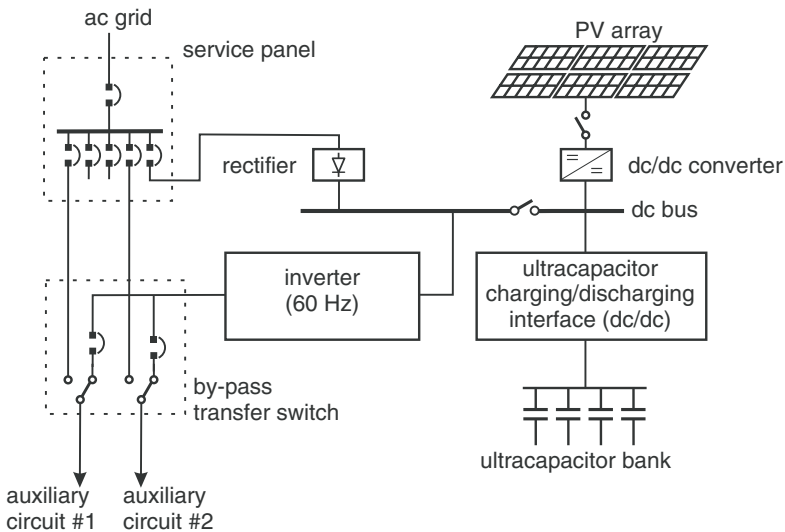 ac grid
service panel
PV array
rectifier
dc/dc converter
dc bus
inverter
(60 Hz)
ultracapacitor
charging/discharging
interface (dc/dc)
by-pass
transfer switch
ultracapacitor bank
auxiliary
circuit #1
auxiliary
circuit #2